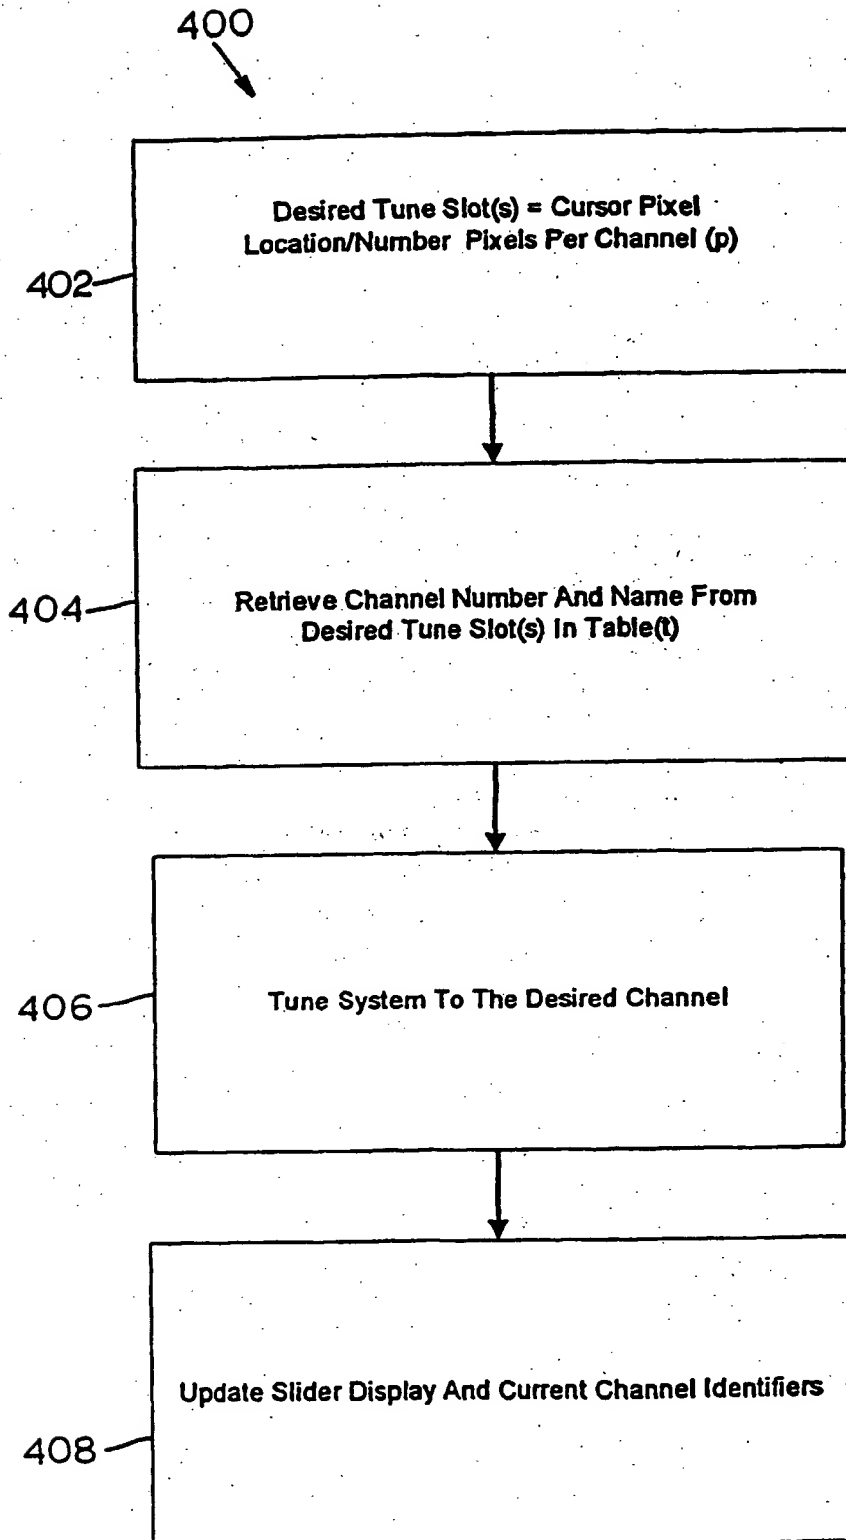 400
Desired Tune Slot(s) = Cursor Pixel
Location/Number Pixels Per Channel (p)
402
404
Retrieve Channel Number And Name From
Desired Tune Slot(s) In Table(t)
406
Tune System To The Desired Channel
Update Slider Display And Current Channel Identifiers
408